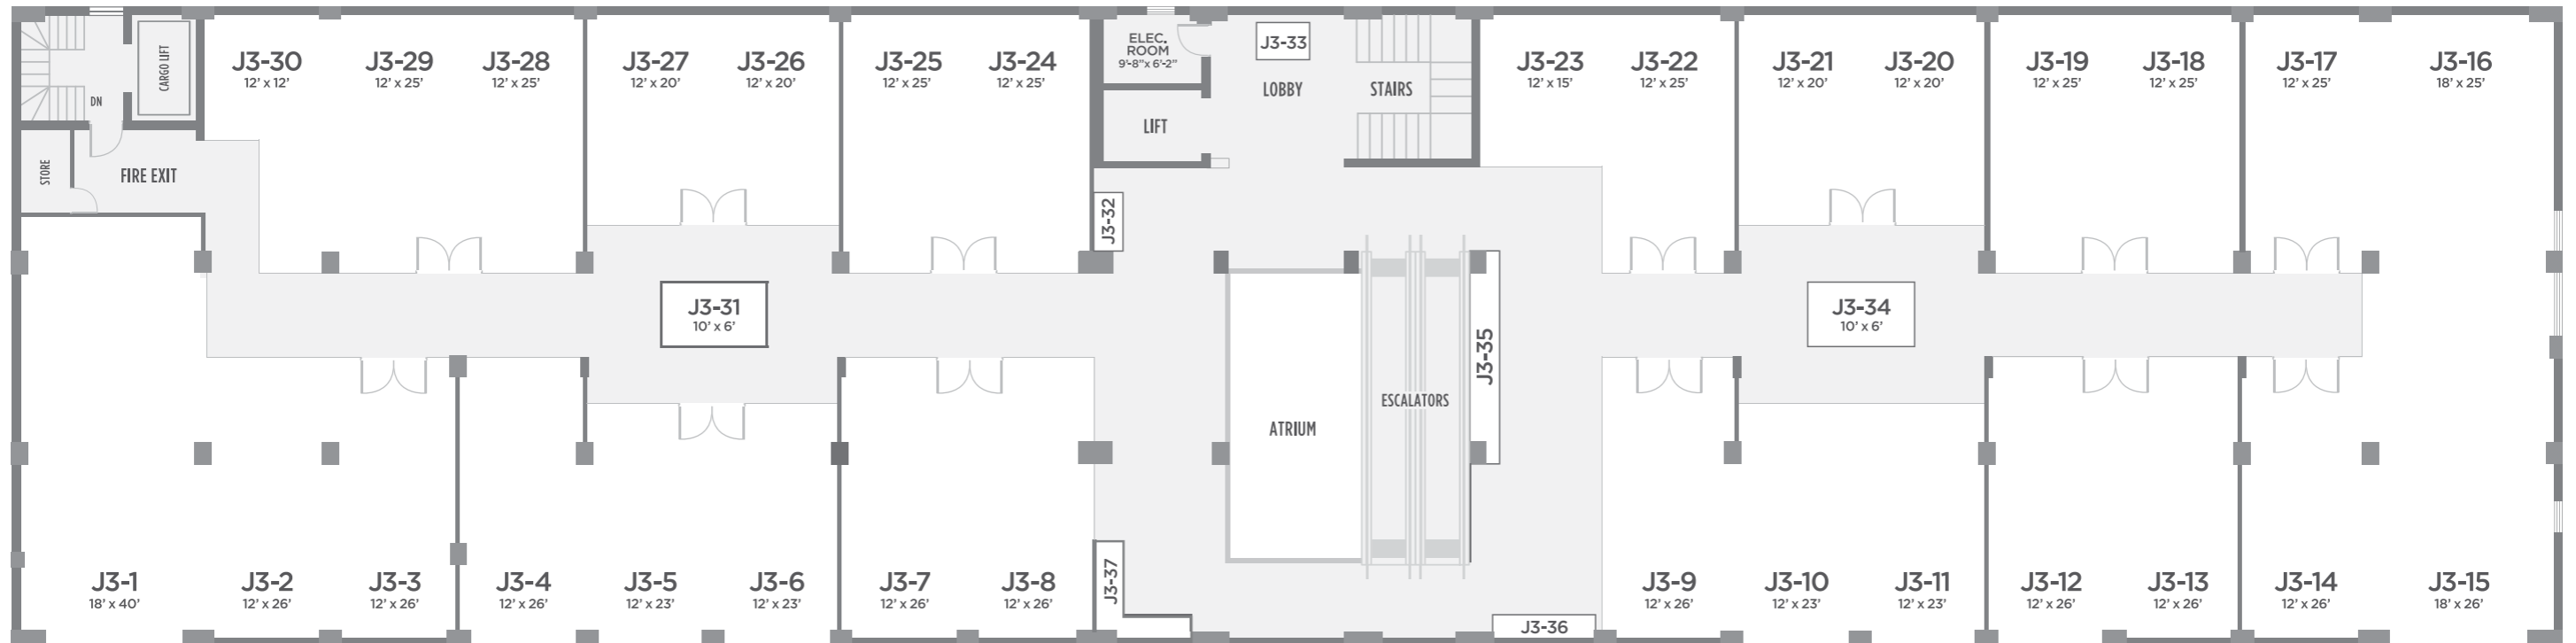 J3-30
12' x 12'
J3-29
12' x 25'
J3-28
12' x 25'
J3-27
12' x 20'
J3-26
12' x 20'
J3-25
12' x 25'
J3-24
12' x 25'
ELEC.
ROOM
9'-8"x 6'-2"
J3-33
LOBBY
STAIRS
LIFT
J3-23
12' x 15'
J3-22
12' x 25'
J3-21
12' x 20'
J3-20
12' x 20'
J3-19
12' x 25'
J3-18
12' x 25'
J3-17
12' x 25'
J3-16
18' x 25'
CARGO LIFT
DN
STORE
FIRE EXIT
J3-32
J3-31
10' x 6'
J3-34
10' x 6'
J3-35
ESCALATORS
ATRIUM
J3-1
18' x 40'
J3-2
12' x 26'
J3-3
12' x 26'
J3-4
12' x 26'
J3-5
12' x 23'
J3-6
12' x 23'
J3-7
12' x 26'
J3-8
12' x 26'
J3-37
J3-36
J3-9
12' x 26'
J3-10
12' x 23'
J3-11
12' x 23'
J3-12
12' x 26'
J3-13
12' x 26'
J3-14
12' x 26'
J3-15
18' x 26'